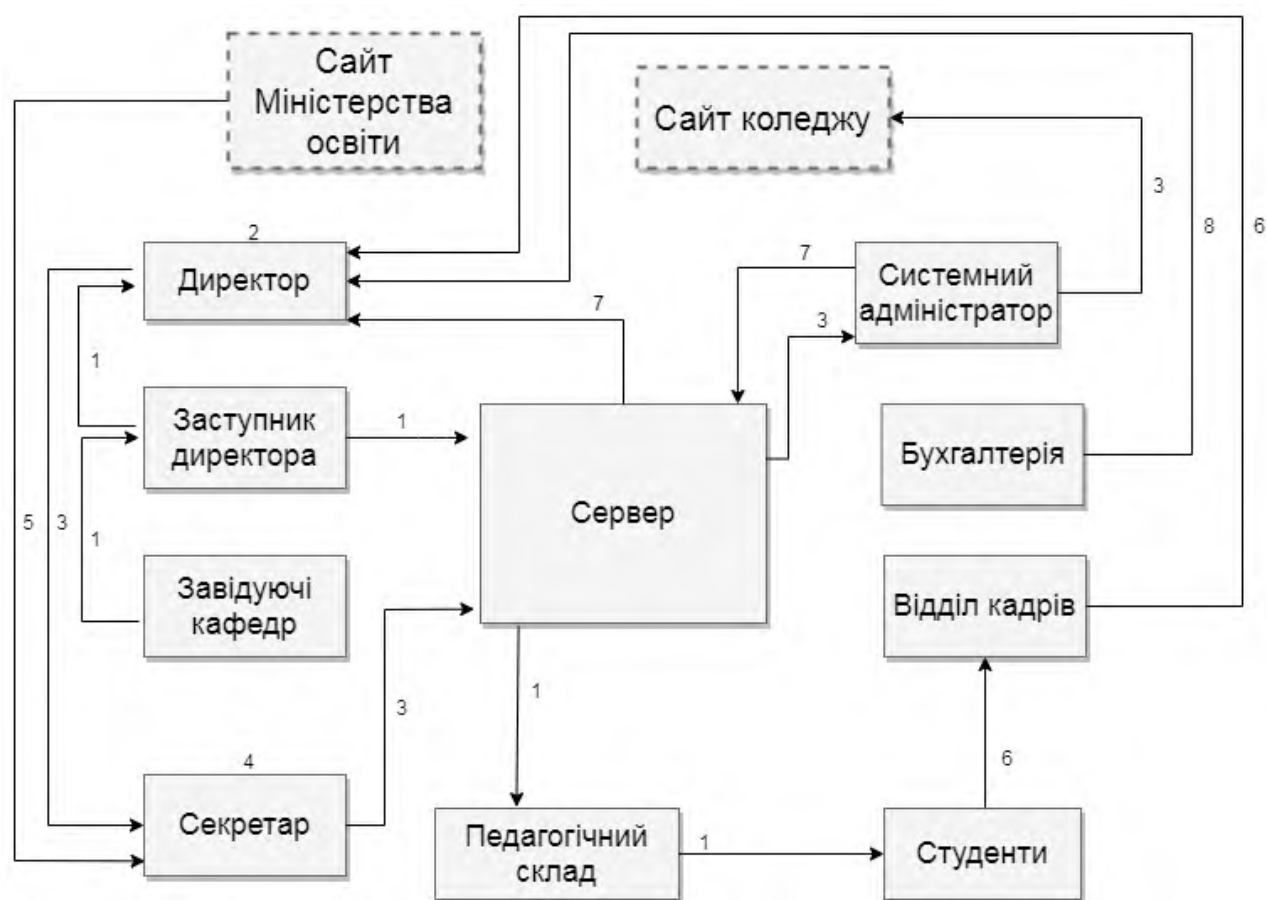 Сайт
Міністерства
освіти
Сайт коледжу
3
2
8
6
Директор
7
Системний
адміністратор
7
3
1
Заступник
директора
1
Бухгалтерія
Сервер
5
3
1
Завідуючі
кафедр
Відділ кадрів
1
3
4
6
Секретар
Педагогічний
склад
1
Студенти